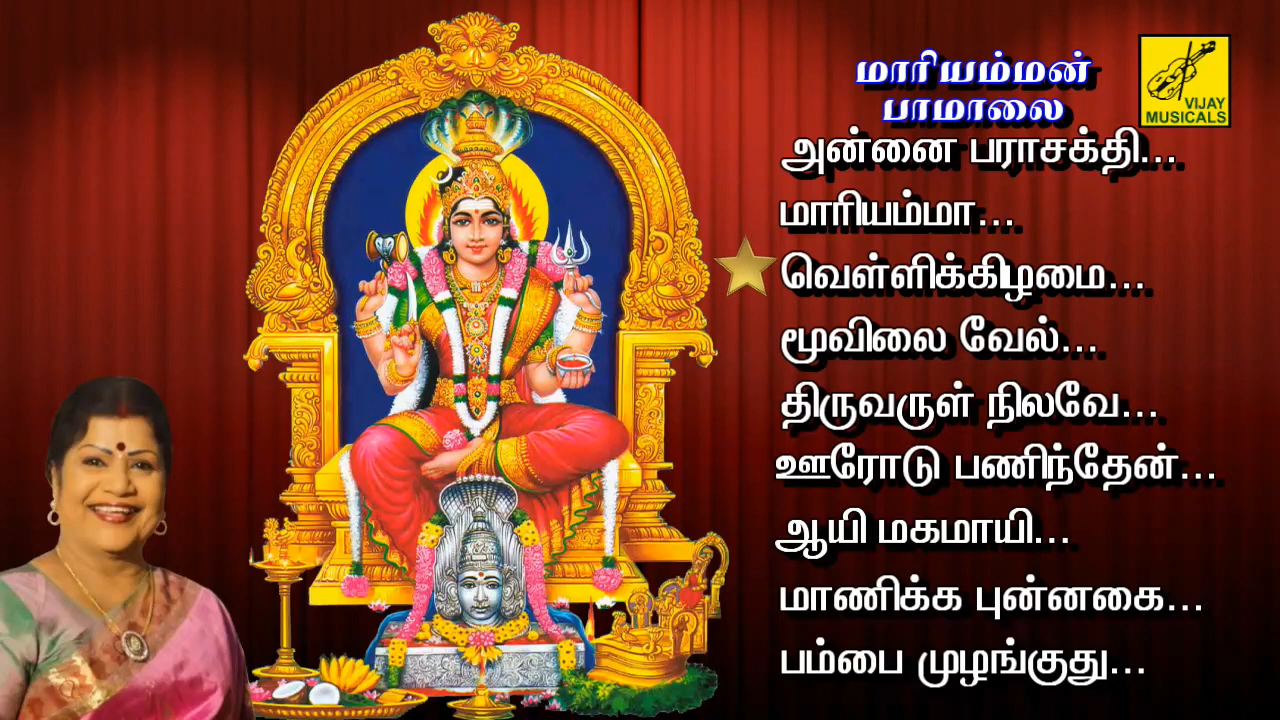 மாரியம்மன்
பாமாலை
VIJAY
MUSICALS
அன்னை பராசக்தி...
மாரியம்மா...
வெள்ளிக்கிழமை...
மூவிலை வேல்...
திருவருள் நிலவே...
ஊரோடு பணிந்தேன்...
ஆயி மகமாயி...
மாணிக்க புன்னகை...
பம்பை முழங்குது...